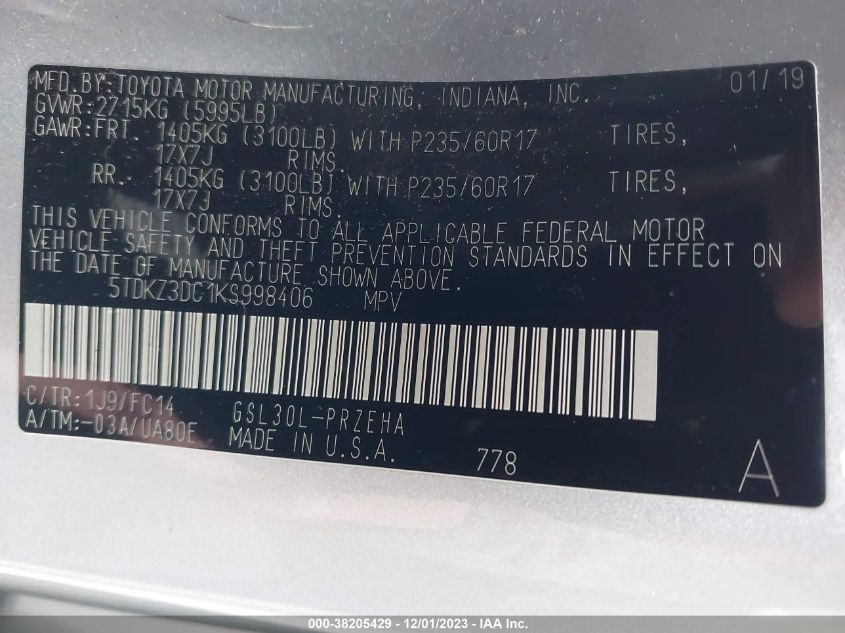 MFD.BY:TOYOTA MOTOR MANUFACTURING, INDIANA, INC. 01/19
GVWR:2715KG (5995LB)
GAWR:FRT. 1405KG (3100LB) WITH P235/60R17 TIRES,
17X7J RIMS.
RR. 1405KG (3100LB) WITH P235/60R17 TIRES,
17X7J RIMS.
THIS VEHICLE CONFORMS TO ALL APPLICABLE FEDERAL MOTOR
VEHICLE SAFETY AND THEFT PREVENTION STANDARDS IN EFFECT ON
THE DATE OF MANUFACTURE SHOWN ABOVE.
5TDKZ3DC1KS998406 MPV
C/TR:1J9/FC14 GSL30L-PRZEHA
A/TM:-03A/UA80E MADE IN U.S.A. 778 A
000-38205429 - 12/01/2023 - IAA Inc.